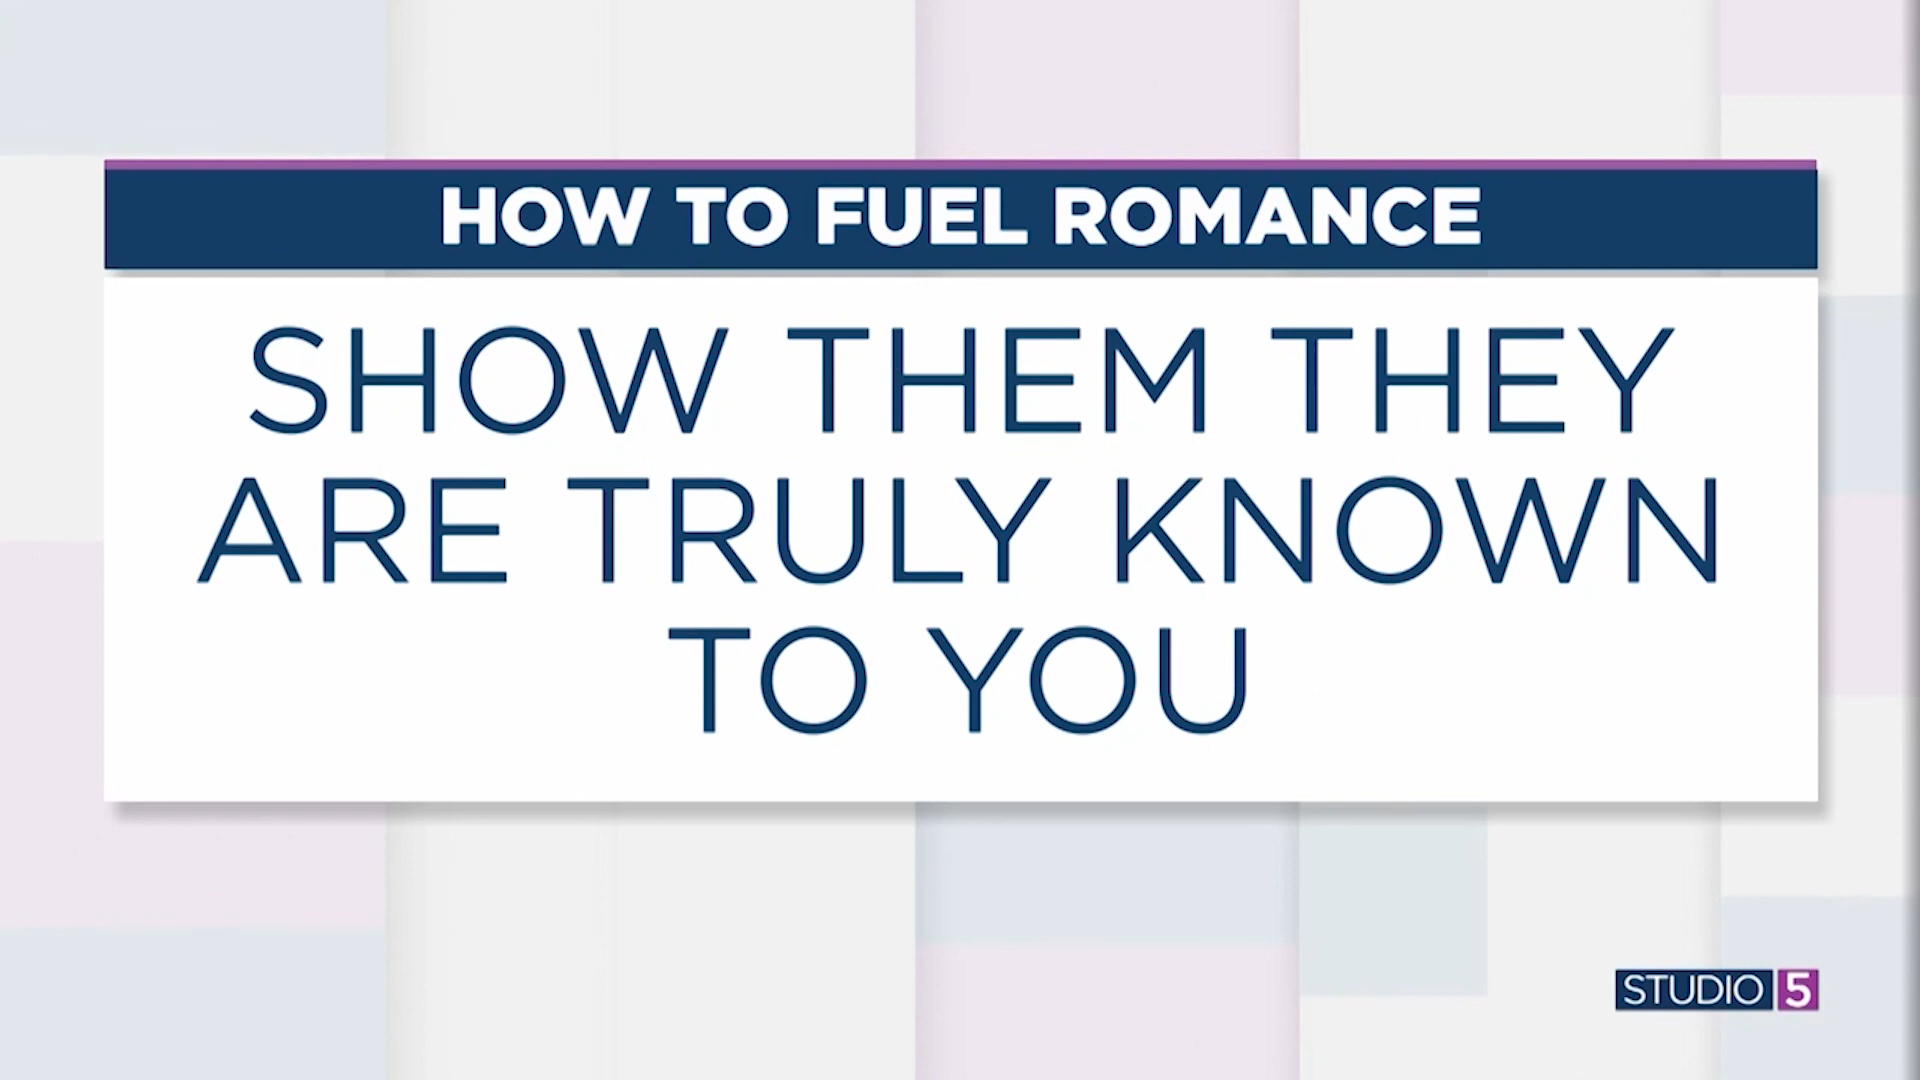 HOW TO FUEL ROMANCE
SHOW THEM THEY
ARE TRULY KNOWN
TO YOU
STUDIO 5